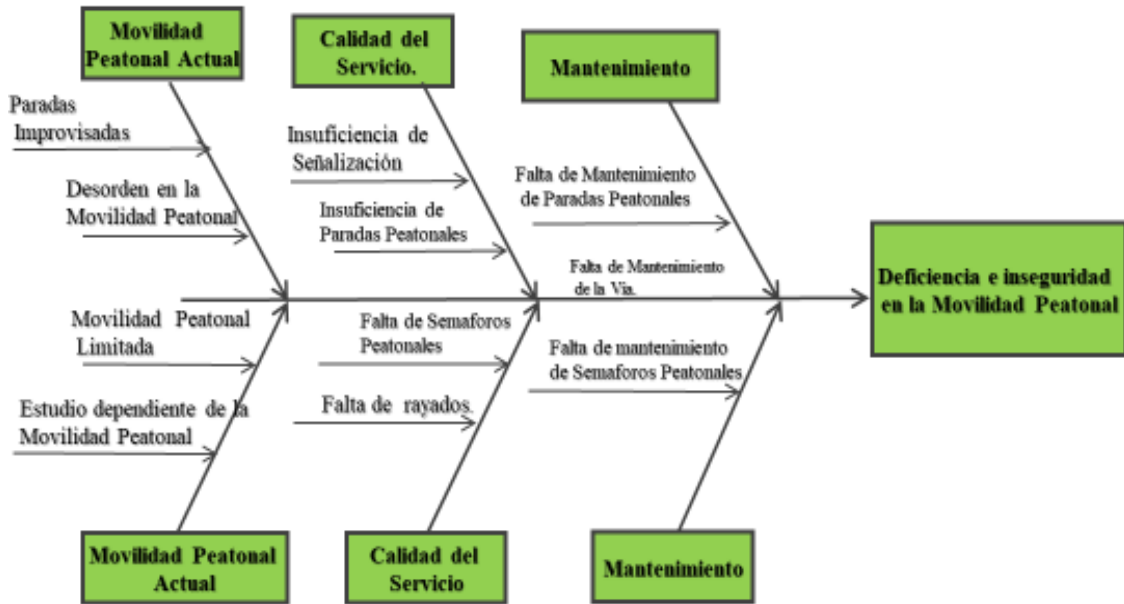 Movilidad
Peatonal Actual
Calidad del
Servicio.
Mantenimiento
Paradas
Improvisadas
Desorden en la
Movilidad Peatonal
Insuficiencia de
Señalización
Insuficiencia de
Paradas Peatonales
Falta de Mantenimiento
de Paradas Peatonales
Falta de Mantenimiento
de la Via.
Deficiencia e inseguridad
en la Movilidad Peatonal
Movilidad Peatonal
Limitada
Estudio dependiente de la
Movilidad Peatonal
Falta de Semaforos
Peatonales
Falta de rayados.
Falta de mantenimiento
de Semaforos Peatonales
Movilidad Peatonal
Actual
Calidad del
Servicio
Mantenimiento